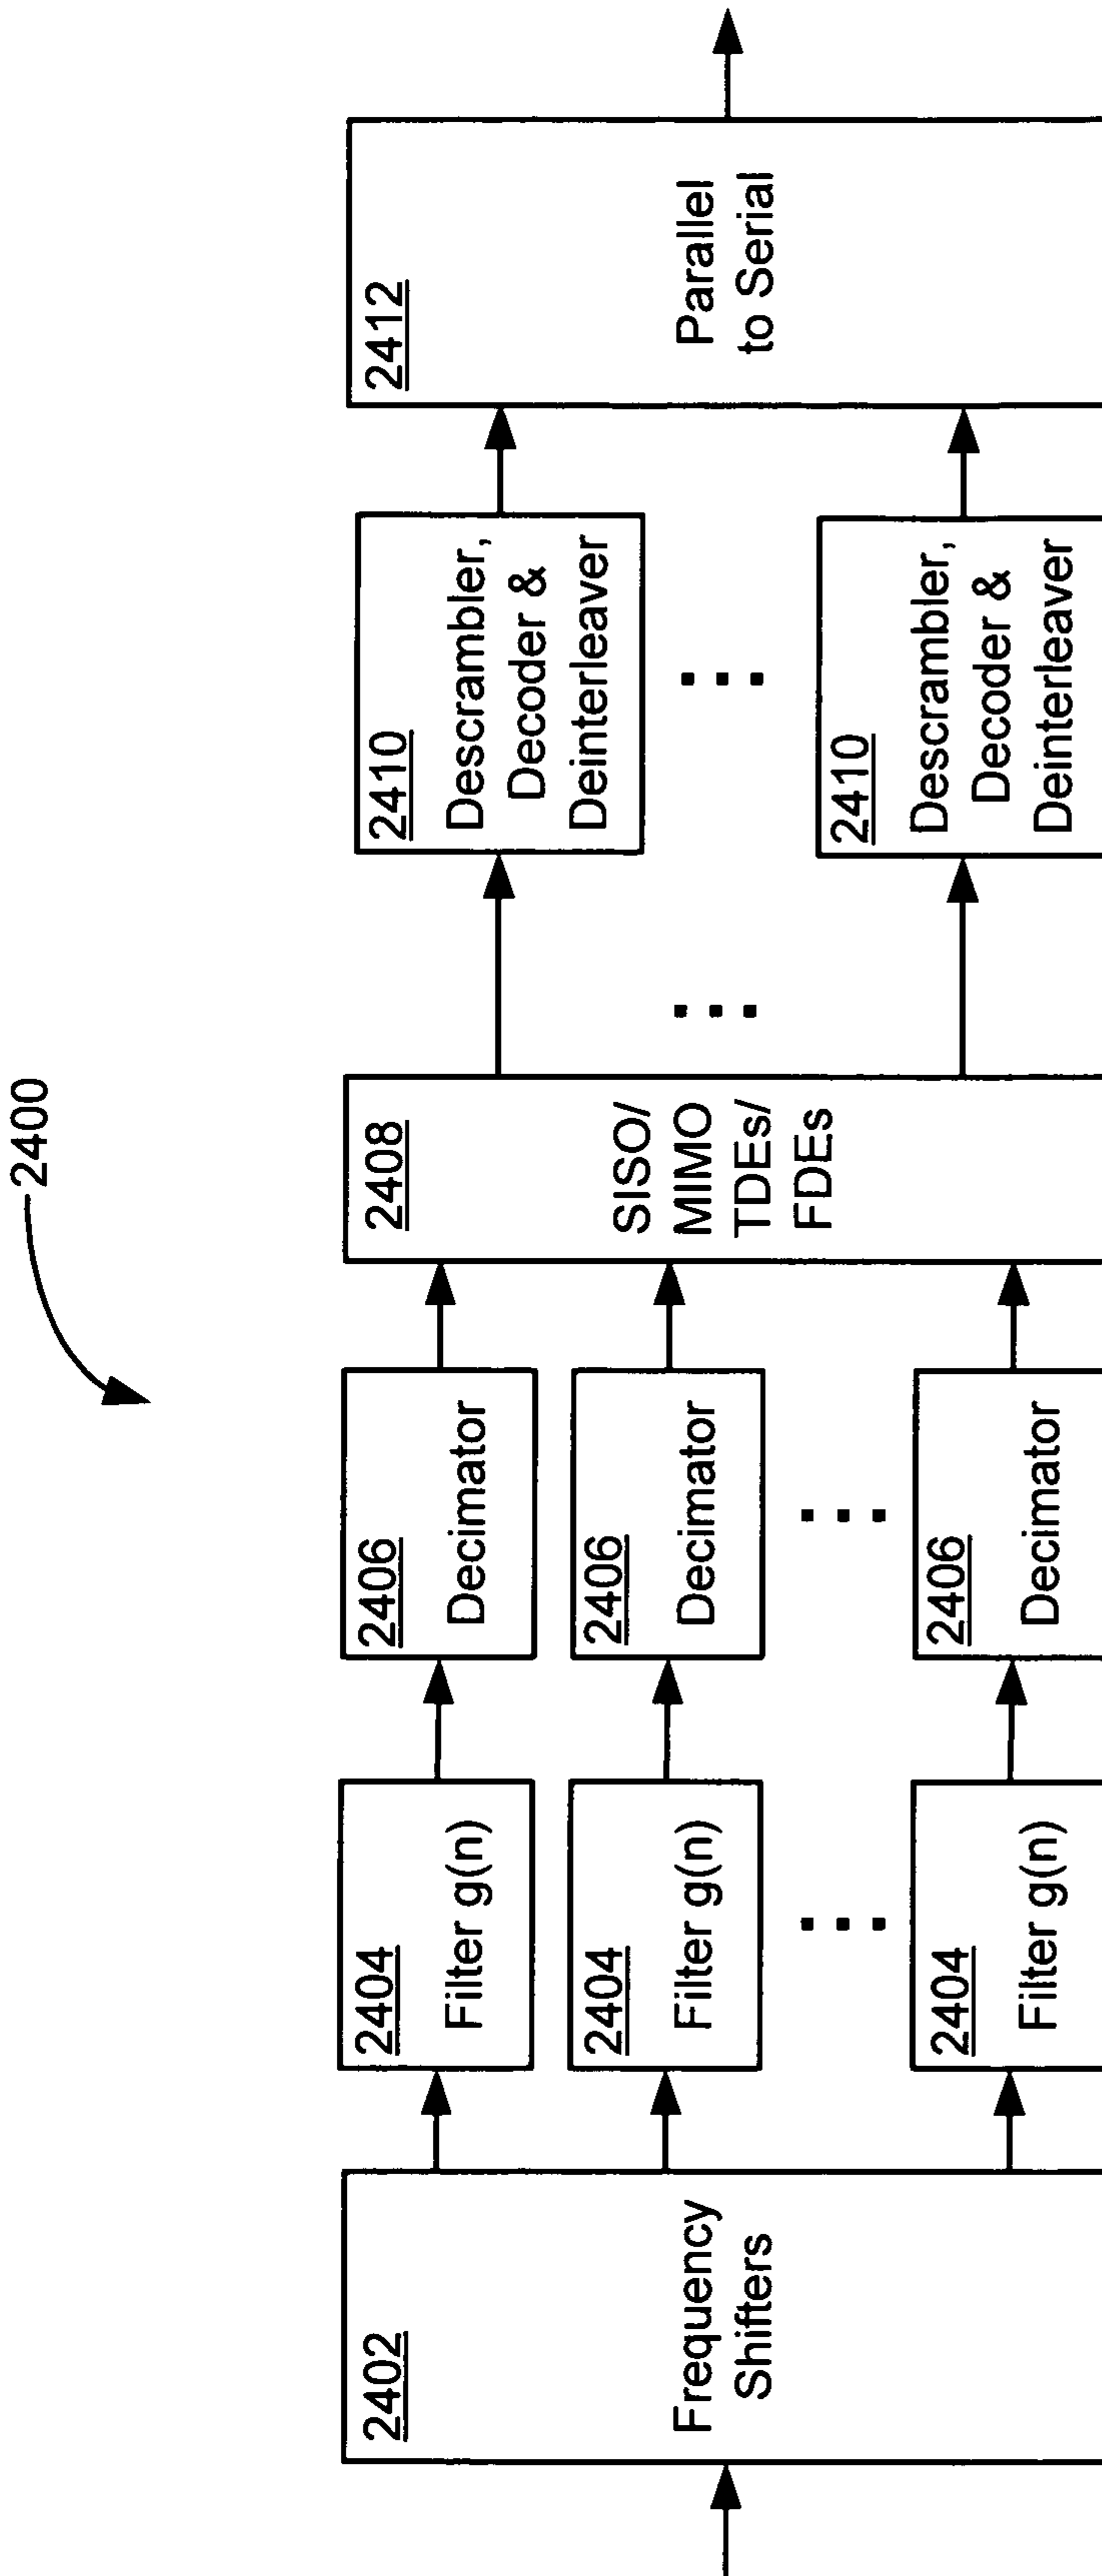 2400
2402
Frequency
Shifters
2404
Filter g(n)
2404
Filter g(n)
2404
Filter g(n)
2406
Decimator
2406
Decimator
2406
Decimator
2408
SISO/
MIMO
TDEs/
FDEs
2410
Descrambler,
Decoder &
Deinterleaver
2410
Descrambler,
Decoder &
Deinterleaver
2412
Parallel
to Serial